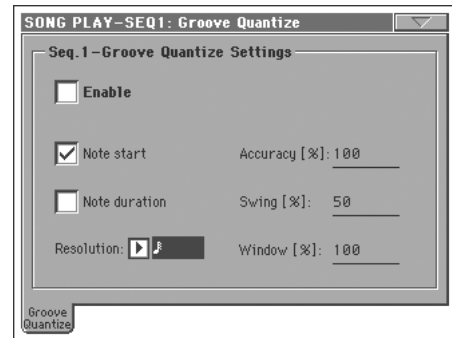 SONG PLAY-SEQ1: Groove Quantize
Seq.1-Groove Quantize Settings
Enable
Note start Accuracy [%]: 100
Note duration Swing [%]: 50
Resolution: Window [%]: 100
Groove
Quantize